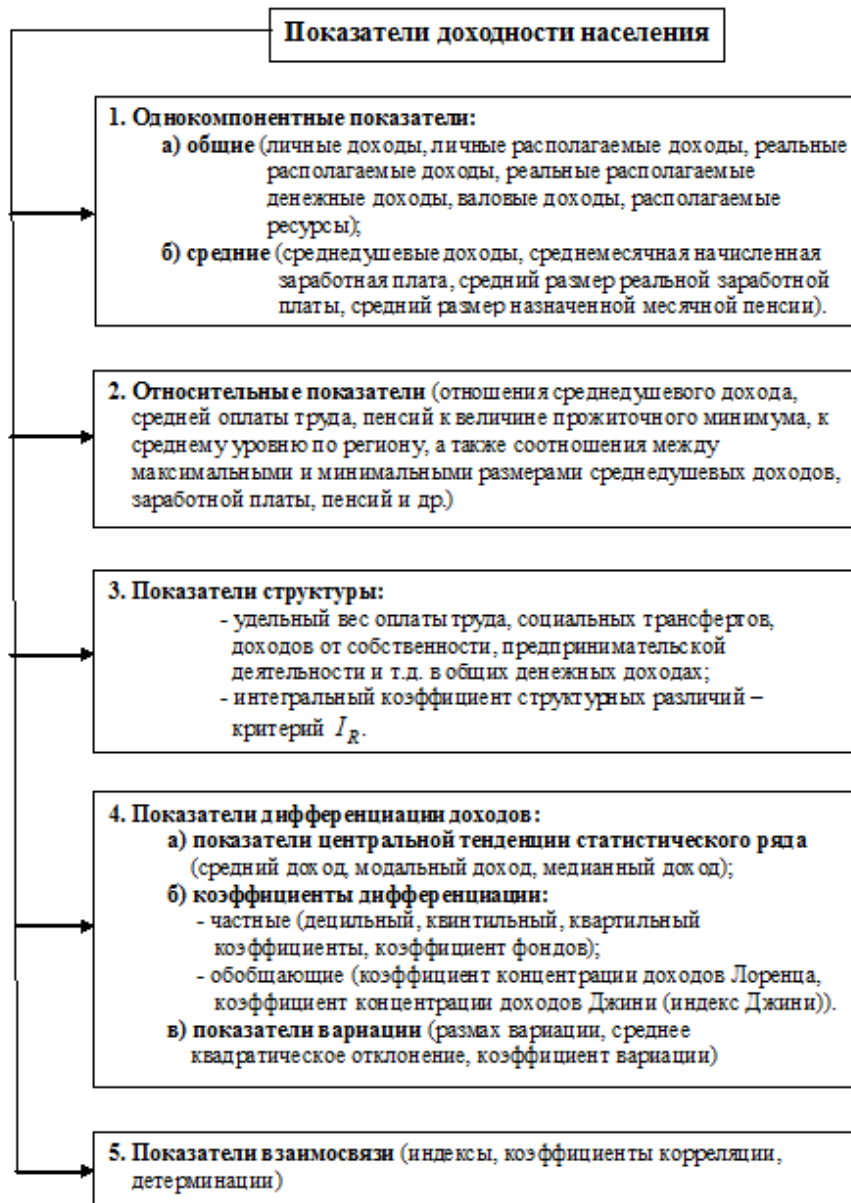 Показатели доходности населения
1. Однокомпонентные показатели:
а) общие (личные доходы, личные располагаемые доходы, реальные
располагаемые доходы, реальные располагаемые
денежные доходы, валовые доходы, располагаемые
ресурсы);
б) средние (среднедушевые доходы, среднемесячная начисленная
заработная плата, средний размер реальной заработной
платы, средний размер назначенной месячной пенсии).
2. Относительные показатели (отношения среднедушевого дохода,
средней оплаты труда, пенсий к величине прожиточного минимума, к
среднему уровню по региону, а также соотношения между
максимальными и минимальными размерами среднедушевых доходов,
заработной платы, пенсий и др.)
3. Показатели структуры:
- удельный вес оплаты труда, социальных трансфертов,
доходов от собственности, предпринимательской
деятельности и т.д. в общих денежных доходах;
- интегральный коэффициент структурных различий –
критерий I_R.
4. Показатели дифференциации доходов:
а) показатели центральной тенденции статистического ряда
(средний доход, модальный доход, медианный доход);
б) коэффициенты дифференциации:
- частные (децильный, квинтильный, квартильный
коэффициенты, коэффициент фондов);
- обобщающие (коэффициент концентрации доходов Лоренца,
коэффициент концентрации доходов Джини (индекс Джини)).
в) показатели вариации (размах вариации, среднее
квадратическое отклонение, коэффициент вариации)
5. Показатели взаимосвязи (индексы, коэффициенты корреляции,
детерминации)